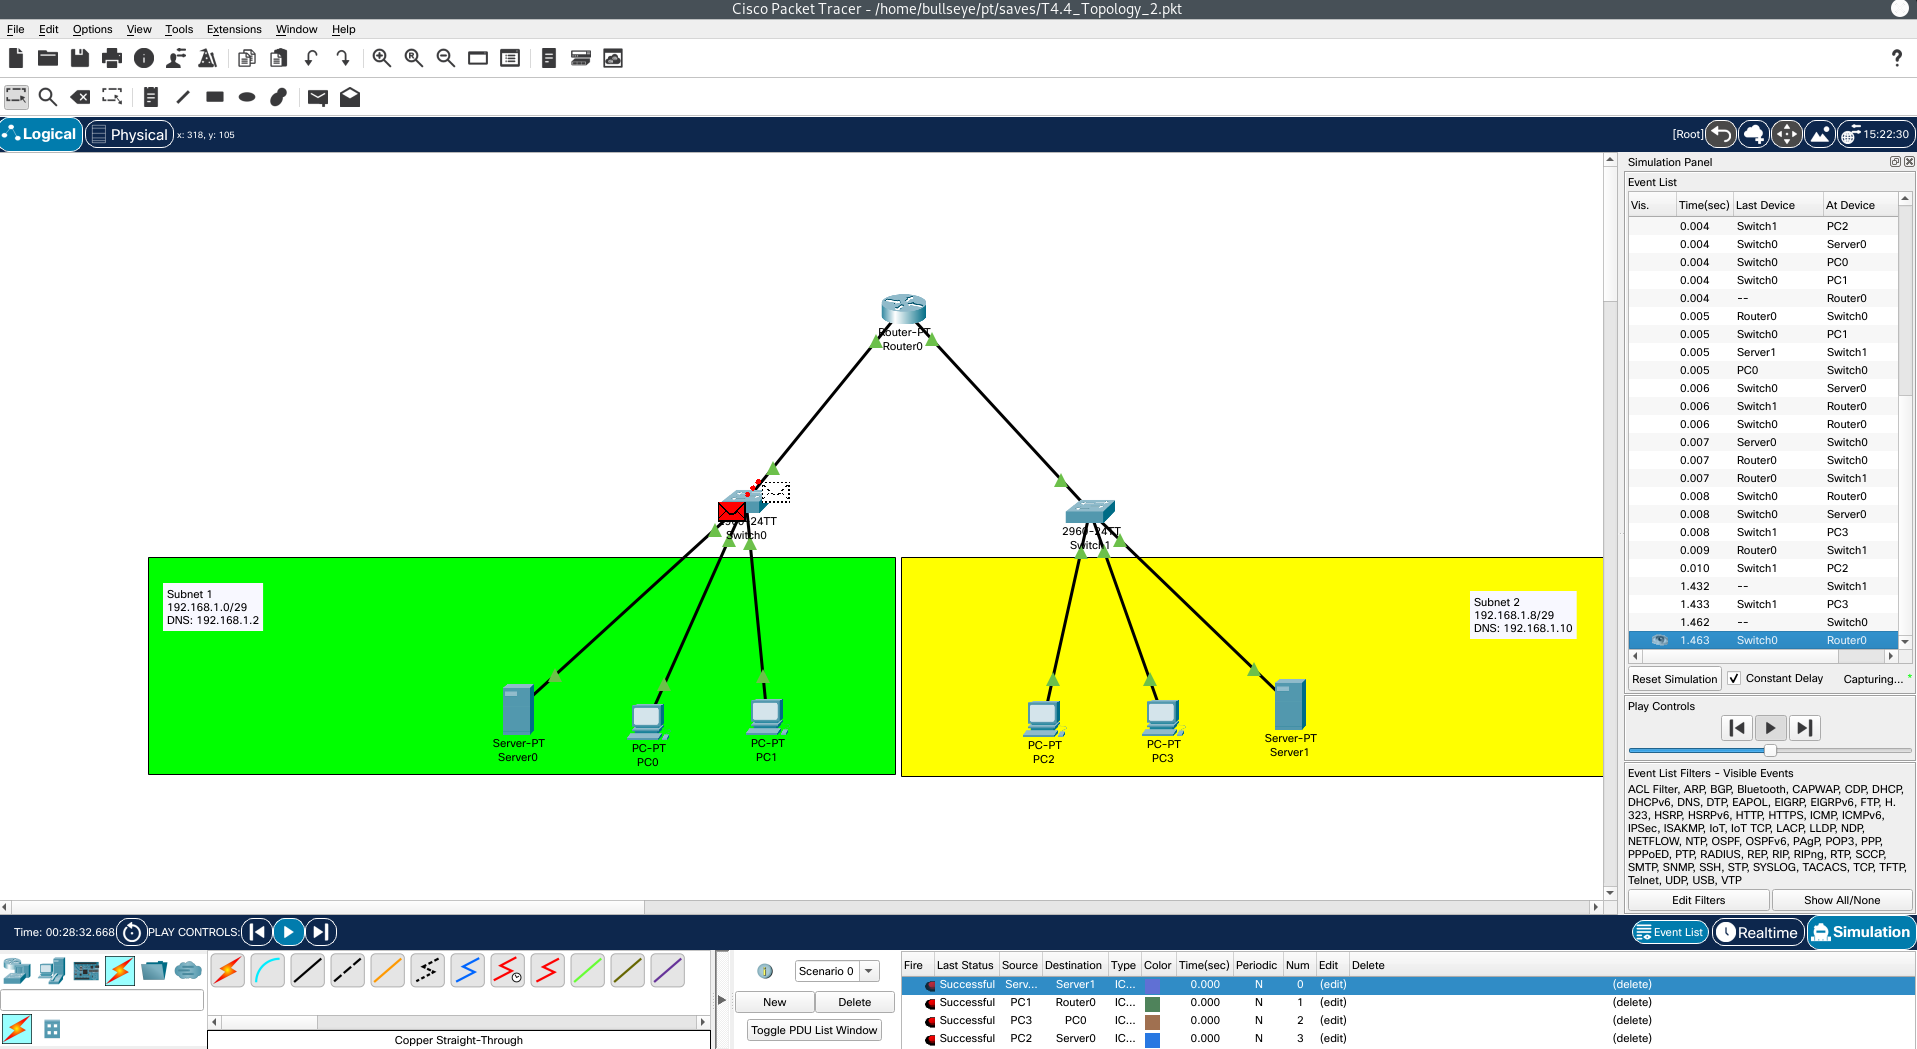 Cisco Packet Tracer - /home/bullseye/pt/saves/T4.4_Topology_2.pkt
File Edit Options View Tools Extensions Window Help
?
Logical Physical x: 318, y: 105 [Root] 15:22:30
Simulation Panel
Event List
Vis. Time(sec) Last Device At Device
0.004 Switch1 PC2
0.004 Switch0 Server0
0.004 Switch0 PC0
0.004 Switch0 PC1
0.004 -- Router0
0.005 Router0 Switch0
0.005 Switch0 PC1
0.005 Server1 Switch1
0.005 PC0 Switch0
0.006 Switch0 Server0
0.006 Switch1 Router0
0.006 Switch0 Router0
0.007 Server0 Switch0
0.007 Router0 Switch0
0.007 Router0 Switch1
0.008 Switch0 Router0
0.008 Switch0 Server0
0.008 Switch1 PC3
0.009 Router0 Switch1
0.010 Switch1 PC2
1.432 -- Switch1
1.433 Switch1 PC3
1.462 -- Switch0
1.463 Switch0 Router0
Reset Simulation Constant Delay Capturing... *
Play Controls
Event List Filters - Visible Events
ACL Filter, ARP, BGP, Bluetooth, CAPWAP, CDP, DHCP,
DHCPv6, DNS, DTP, EAPOL, EIGRP, EIGRPv6, FTP, H.
323, HSRP, HSRPv6, HTTP, HTTPS, ICMP, ICMPv6,
IPSec, ISAKMP, IoT, IoT TCP, LACP, LLDP, NDP,
NETFLOW, NTP, OSPF, OSPFv6, PAgP, POP3, PPP,
PPPoED, PTP, RADIUS, REP, RIP, RIPng, RTP, SCCP,
SMTP, SNMP, SSH, STP, SYSLOG, TACACS, TCP, TFTP,
Telnet, UDP, USB, VTP
Edit Filters Show All/None
Router-PT
Router0
2960-24TT
Switch0
2960-24TT
Switch1
Subnet 1
192.168.1.0/29
DNS: 192.168.1.2
Subnet 2
192.168.1.8/29
DNS: 192.168.1.10
Server-PT
Server0
PC-PT
PC0
PC-PT
PC1
PC-PT
PC2
PC-PT
PC3
Server-PT
Server1
Time: 00:28:32.668 PLAY CONTROLS: Event List Realtime Simulation
Scenario 0
New Delete
Toggle PDU List Window
Copper Straight-Through
Fire Last Status Source Destination Type Color Time(sec) Periodic Num Edit Delete
Successful Serv... Server1 IC... 0.000 N 0 (edit) (delete)
Successful PC1 Router0 IC... 0.000 N 1 (edit) (delete)
Successful PC3 PC0 IC... 0.000 N 2 (edit) (delete)
Successful PC2 Server0 IC... 0.000 N 3 (edit) (delete)